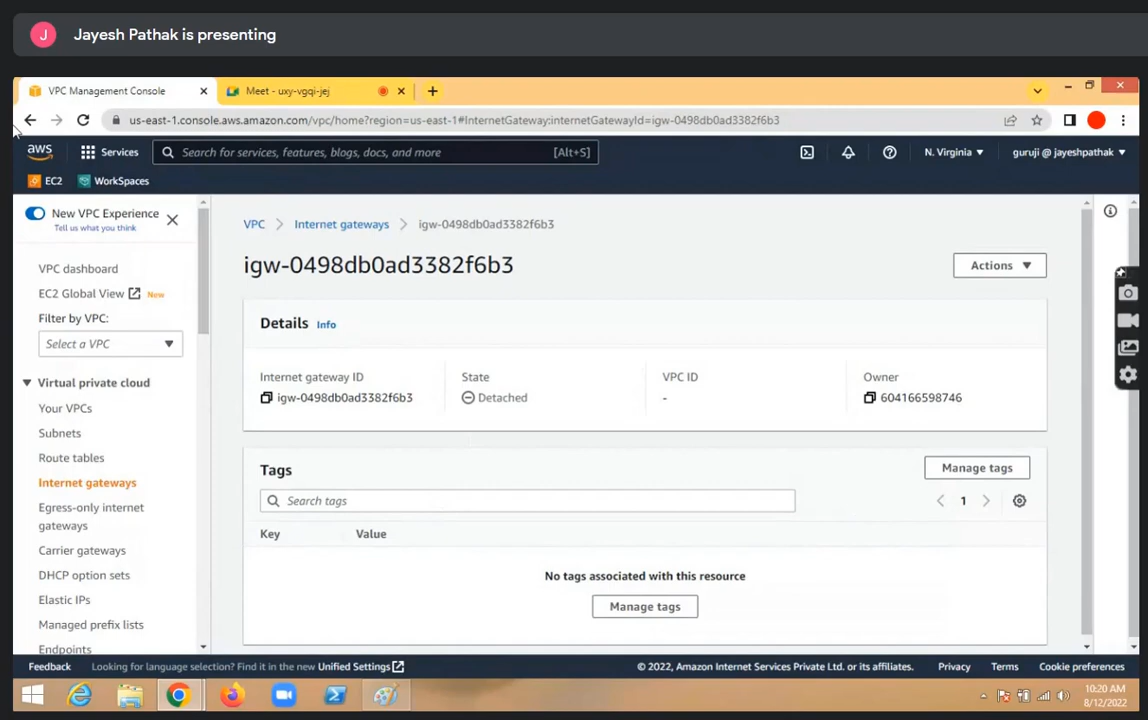 J
Jayesh Pathak is presenting
VPC Management Console
Meet - uxy-vgqi-jej
us-east-1.console.aws.amazon.com/vpc/home?region=us-east-1#InternetGateway:internetGatewayId=igw-0498db0ad3382f6b3
aws
Services
Search for services, features, blogs, docs, and more
[Alt+S]
N. Virginia
guruji @ jayeshpathak
EC2
WorkSpaces
New VPC Experience
Tell us what you think
VPC dashboard
EC2 Global View
New
Filter by VPC:
Select a VPC
Virtual private cloud
Your VPCs
Subnets
Route tables
Internet gateways
Egress-only internet
gateways
Carrier gateways
DHCP option sets
Elastic IPs
Managed prefix lists
Endpoints
VPC
Internet gateways
igw-0498db0ad3382f6b3
igw-0498db0ad3382f6b3
Actions
Details
Info
Internet gateway ID
igw-0498db0ad3382f6b3
State
Detached
VPC ID
-
Owner
604166598746
Tags
Manage tags
Search tags
1
Key
Value
No tags associated with this resource
Manage tags
Feedback
Looking for language selection? Find it in the new Unified Settings
© 2022, Amazon Internet Services Private Ltd. or its affiliates.
Privacy
Terms
Cookie preferences
10:20 AM
8/12/2022